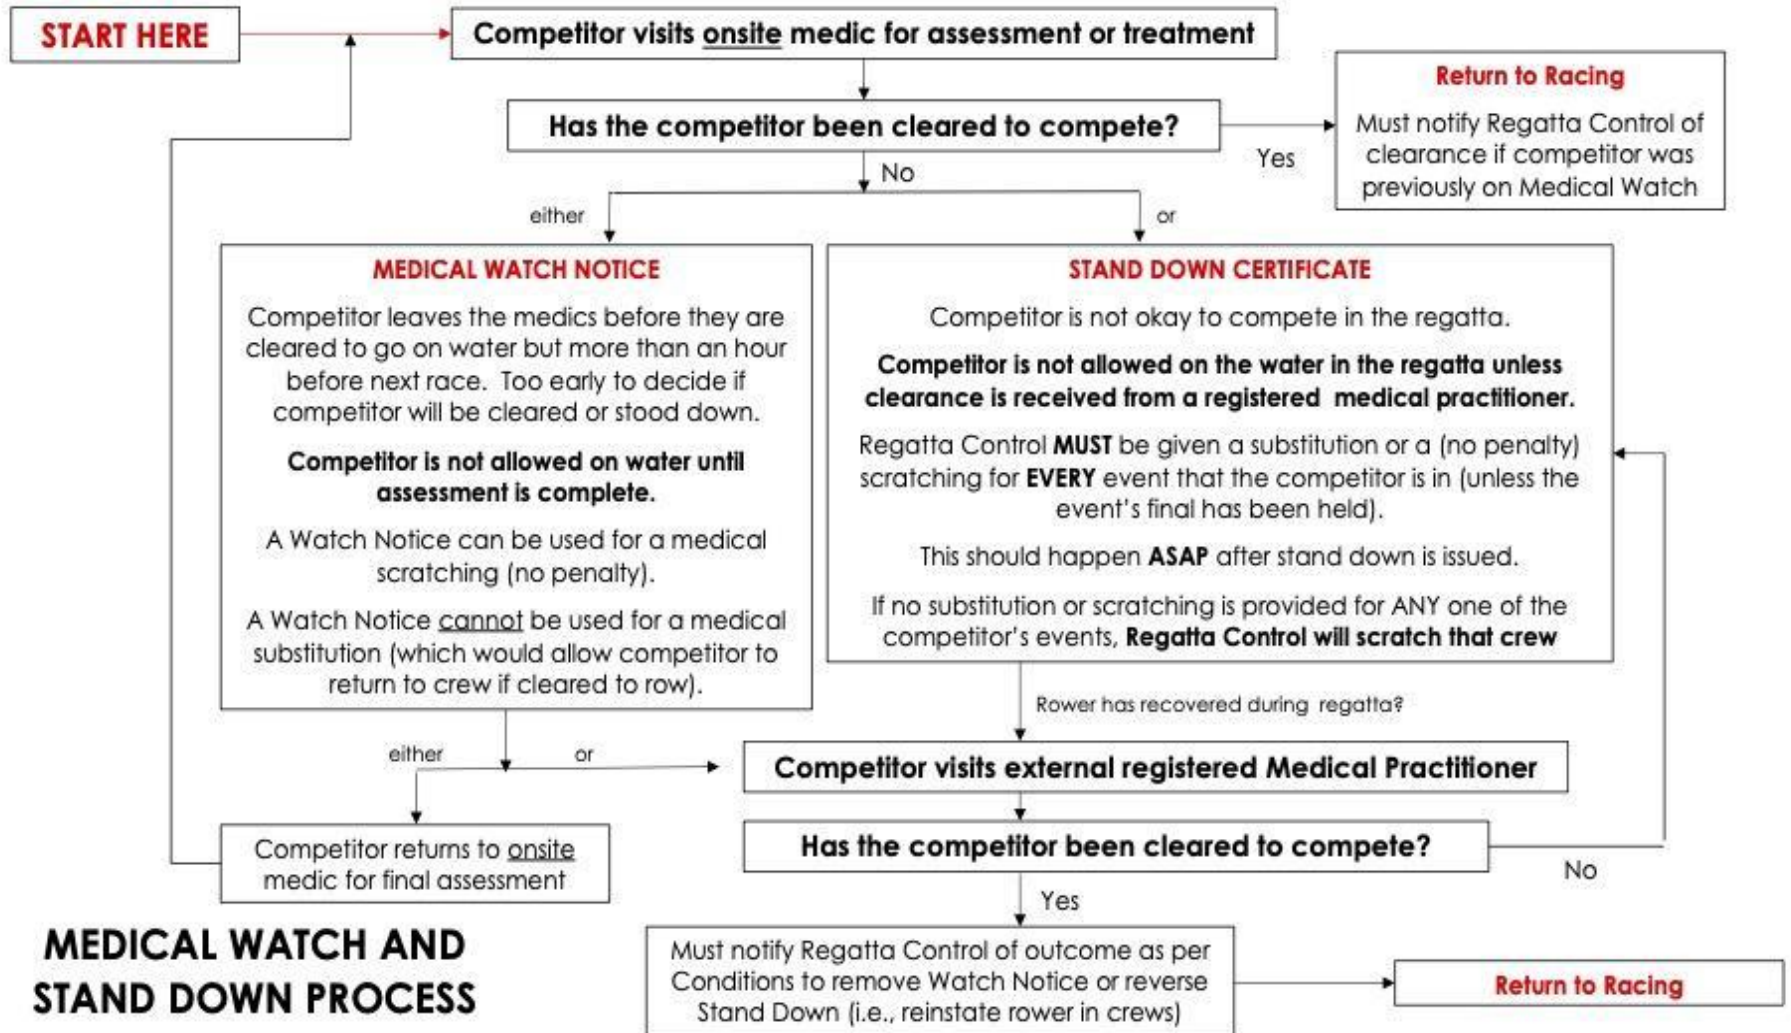 START HERE
Competitor visits onsite medic for assessment or treatment
Return to Racing
Must notify Regatta Control of
clearance if competitor was
previously on Medical Watch
Has the competitor been cleared to compete?
Yes
No
either
or
MEDICAL WATCH NOTICE
Competitor leaves the medics before they are
cleared to go on water but more than an hour
before next race. Too early to decide if
competitor will be cleared or stood down.
Competitor is not allowed on water until
assessment is complete.
A Watch Notice can be used for a medical
scratching (no penalty).
A Watch Notice cannot be used for a medical
substitution (which would allow competitor to
return to crew if cleared to row).
STAND DOWN CERTIFICATE
Competitor is not okay to compete in the regatta.
Competitor is not allowed on the water in the regatta unless
clearance is received from a registered medical practitioner.
Regatta Control MUST be given a substitution or a (no penalty)
scratching for EVERY event that the competitor is in (unless the
event's final has been held).
This should happen ASAP after stand down is issued.
If no substitution or scratching is provided for ANY one of the
competitor's events, Regatta Control will scratch that crew
Rower has recovered during regatta?
either
or
Competitor visits external registered Medical Practitioner
Competitor returns to onsite
medic for final assessment
Has the competitor been cleared to compete?
No
Yes
Must notify Regatta Control of outcome as per
Conditions to remove Watch Notice or reverse
Stand Down (i.e., reinstate rower in crews)
Return to Racing
MEDICAL WATCH AND
STAND DOWN PROCESS